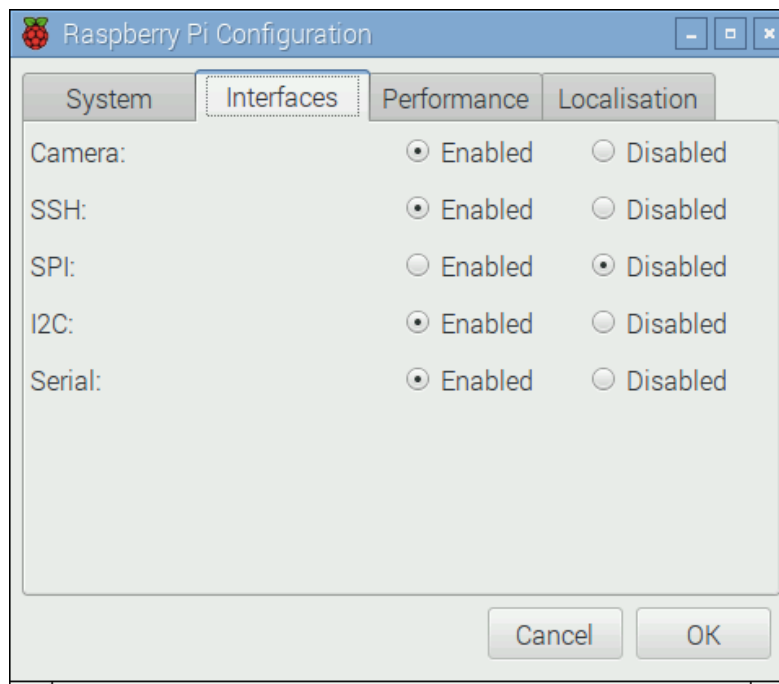 Raspberry Pi Configuration
System Interfaces Performance Localisation
Camera: Enabled Disabled
SSH: Enabled Disabled
SPI: Enabled Disabled
I2C: Enabled Disabled
Serial: Enabled Disabled
Cancel OK